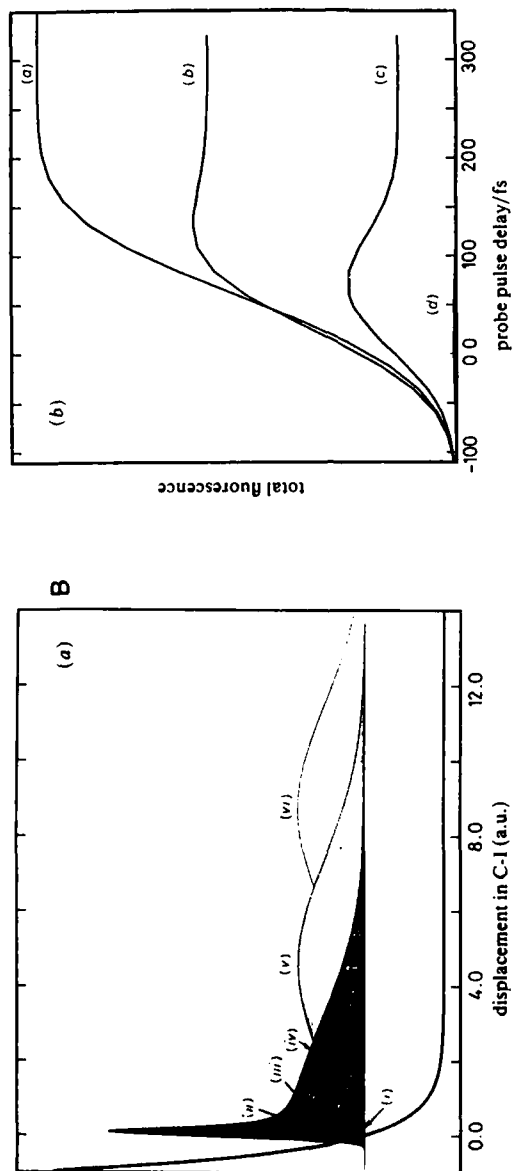 B
(a)
(vi)
(v)
(iv)
(iii)
(ii)
(i)
0.0 4.0 8.0 12.0
displacement in C-I (a.u.)
(b)
(a)
(b)
(c)
(d)
total fluorescence
-100 0 0 100 200 300
probe pulse delay/fs